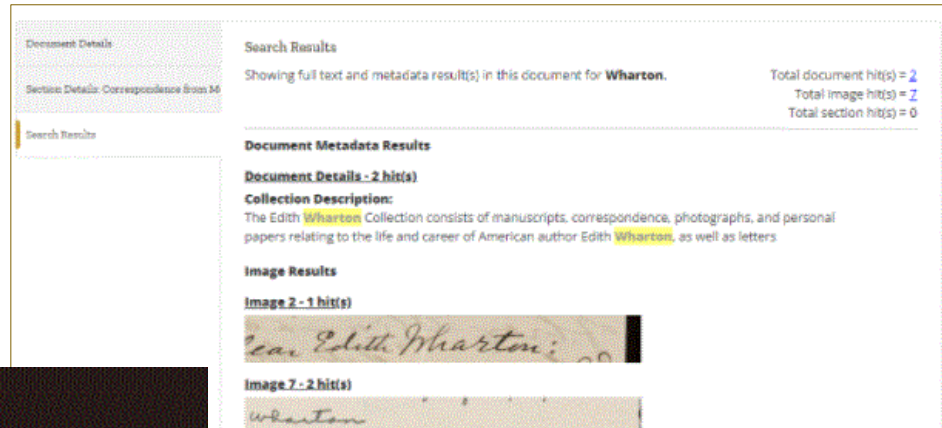 Document Details
Section Details: Correspondence from M
Search Results
Search Results
Showing full text and metadata result(s) in this document for Wharton.
Total document hit(s) = 2
Total image hit(s) = 7
Total section hit(s) = 0
Document Metadata Results
Document Details - 2 hit(s)
Collection Description:
The Edith Wharton Collection consists of manuscripts, correspondence, photographs, and personal
papers relating to the life and career of American author Edith Wharton, as well as letters
Image Results
Image 2 - 1 hit(s)
ear Edith Wharton:
Image 7 - 2 hit(s)
Wharton